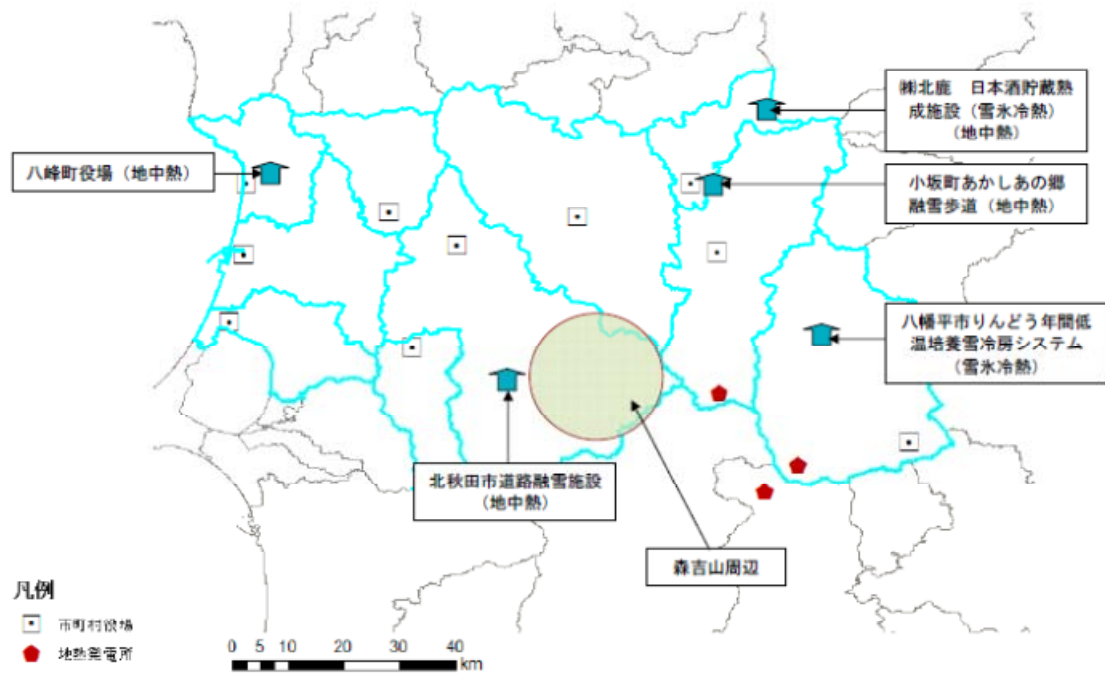 ㈱北鹿　日本酒貯蔵熟
成施設（雪氷冷熱）
（地中熱）
八峰町役場（地中熱）
小坂町あかしあの郷
融雪歩道（地中熱）
八幡平市りんどう年間低
温培養雪冷房システム
（雪氷冷熱）
北秋田市道路融雪施設
（地中熱）
森吉山周辺
凡例
市町村役場
地熱発電所
0 5 10 20 30 40
km